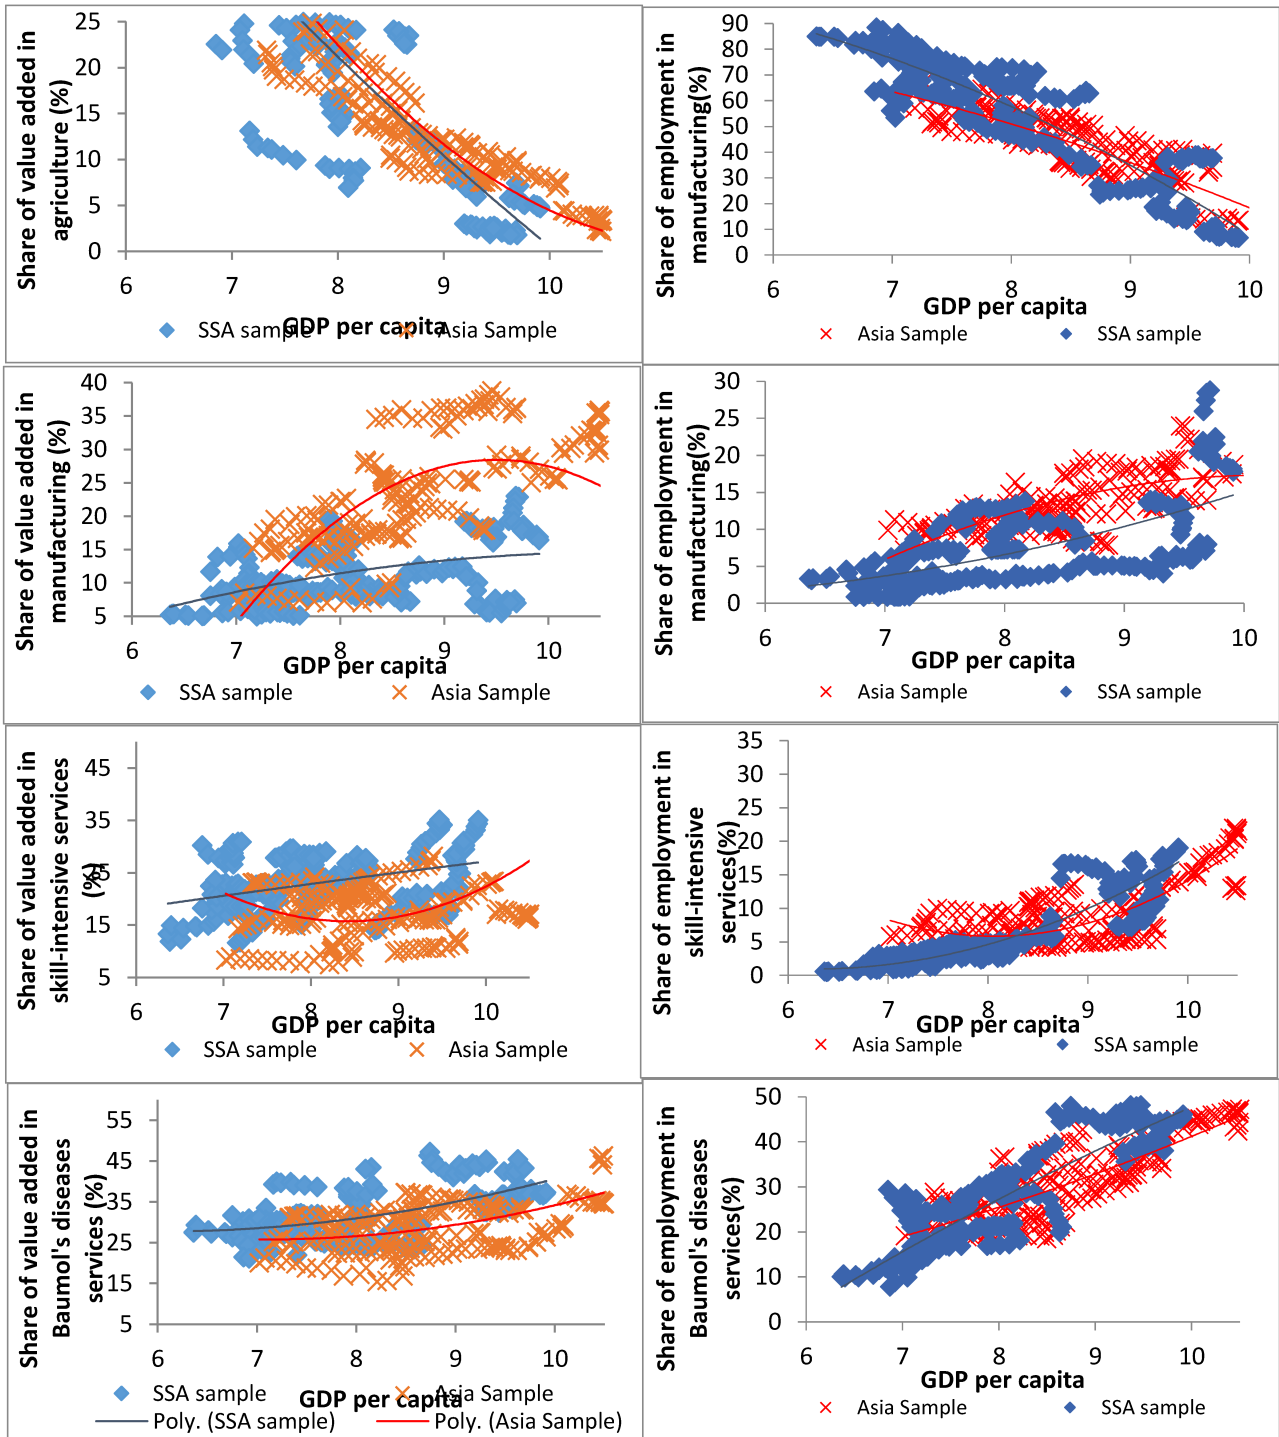 Share of value added in
agriculture (%)
25
20
15
10
5
0
6 7 8 9 10
GDP per capita
SSA sample Asia Sample
Share of employment in
manufacturing(%)
90
80
70
60
50
40
30
20
10
0
6 7 8 9 10
GDP per capita
Asia Sample SSA sample
Share of value added in
manufacturing (%)
40
35
30
25
20
15
10
5
6 7 8 9 10
GDP per capita
SSA sample Asia Sample
Share of employment in
manufacturing(%)
30
25
20
15
10
5
0
6 7 8 9 10
GDP per capita
Asia Sample SSA sample
Share of value added in
skill-intensive services
(%)
45
35
25
15
5
6 7 8 9 10
GDP per capita
SSA sample Asia Sample
Share of employment in
skill-intensive
services(%)
35
30
25
20
15
10
5
0
6 7 8 9 10
GDP per capita
Asia Sample SSA sample
Share of value added in
Baumol's diseases
services (%)
55
45
35
25
15
5
6 7 8 9 10
GDP per capita
SSA sample Asia Sample
Poly. (SSA sample) Poly. (Asia Sample)
Share of employment in
Baumol's diseases
services(%)
50
40
30
20
10
0
6 7 8 9 10
GDP per capita
Asia Sample SSA sample